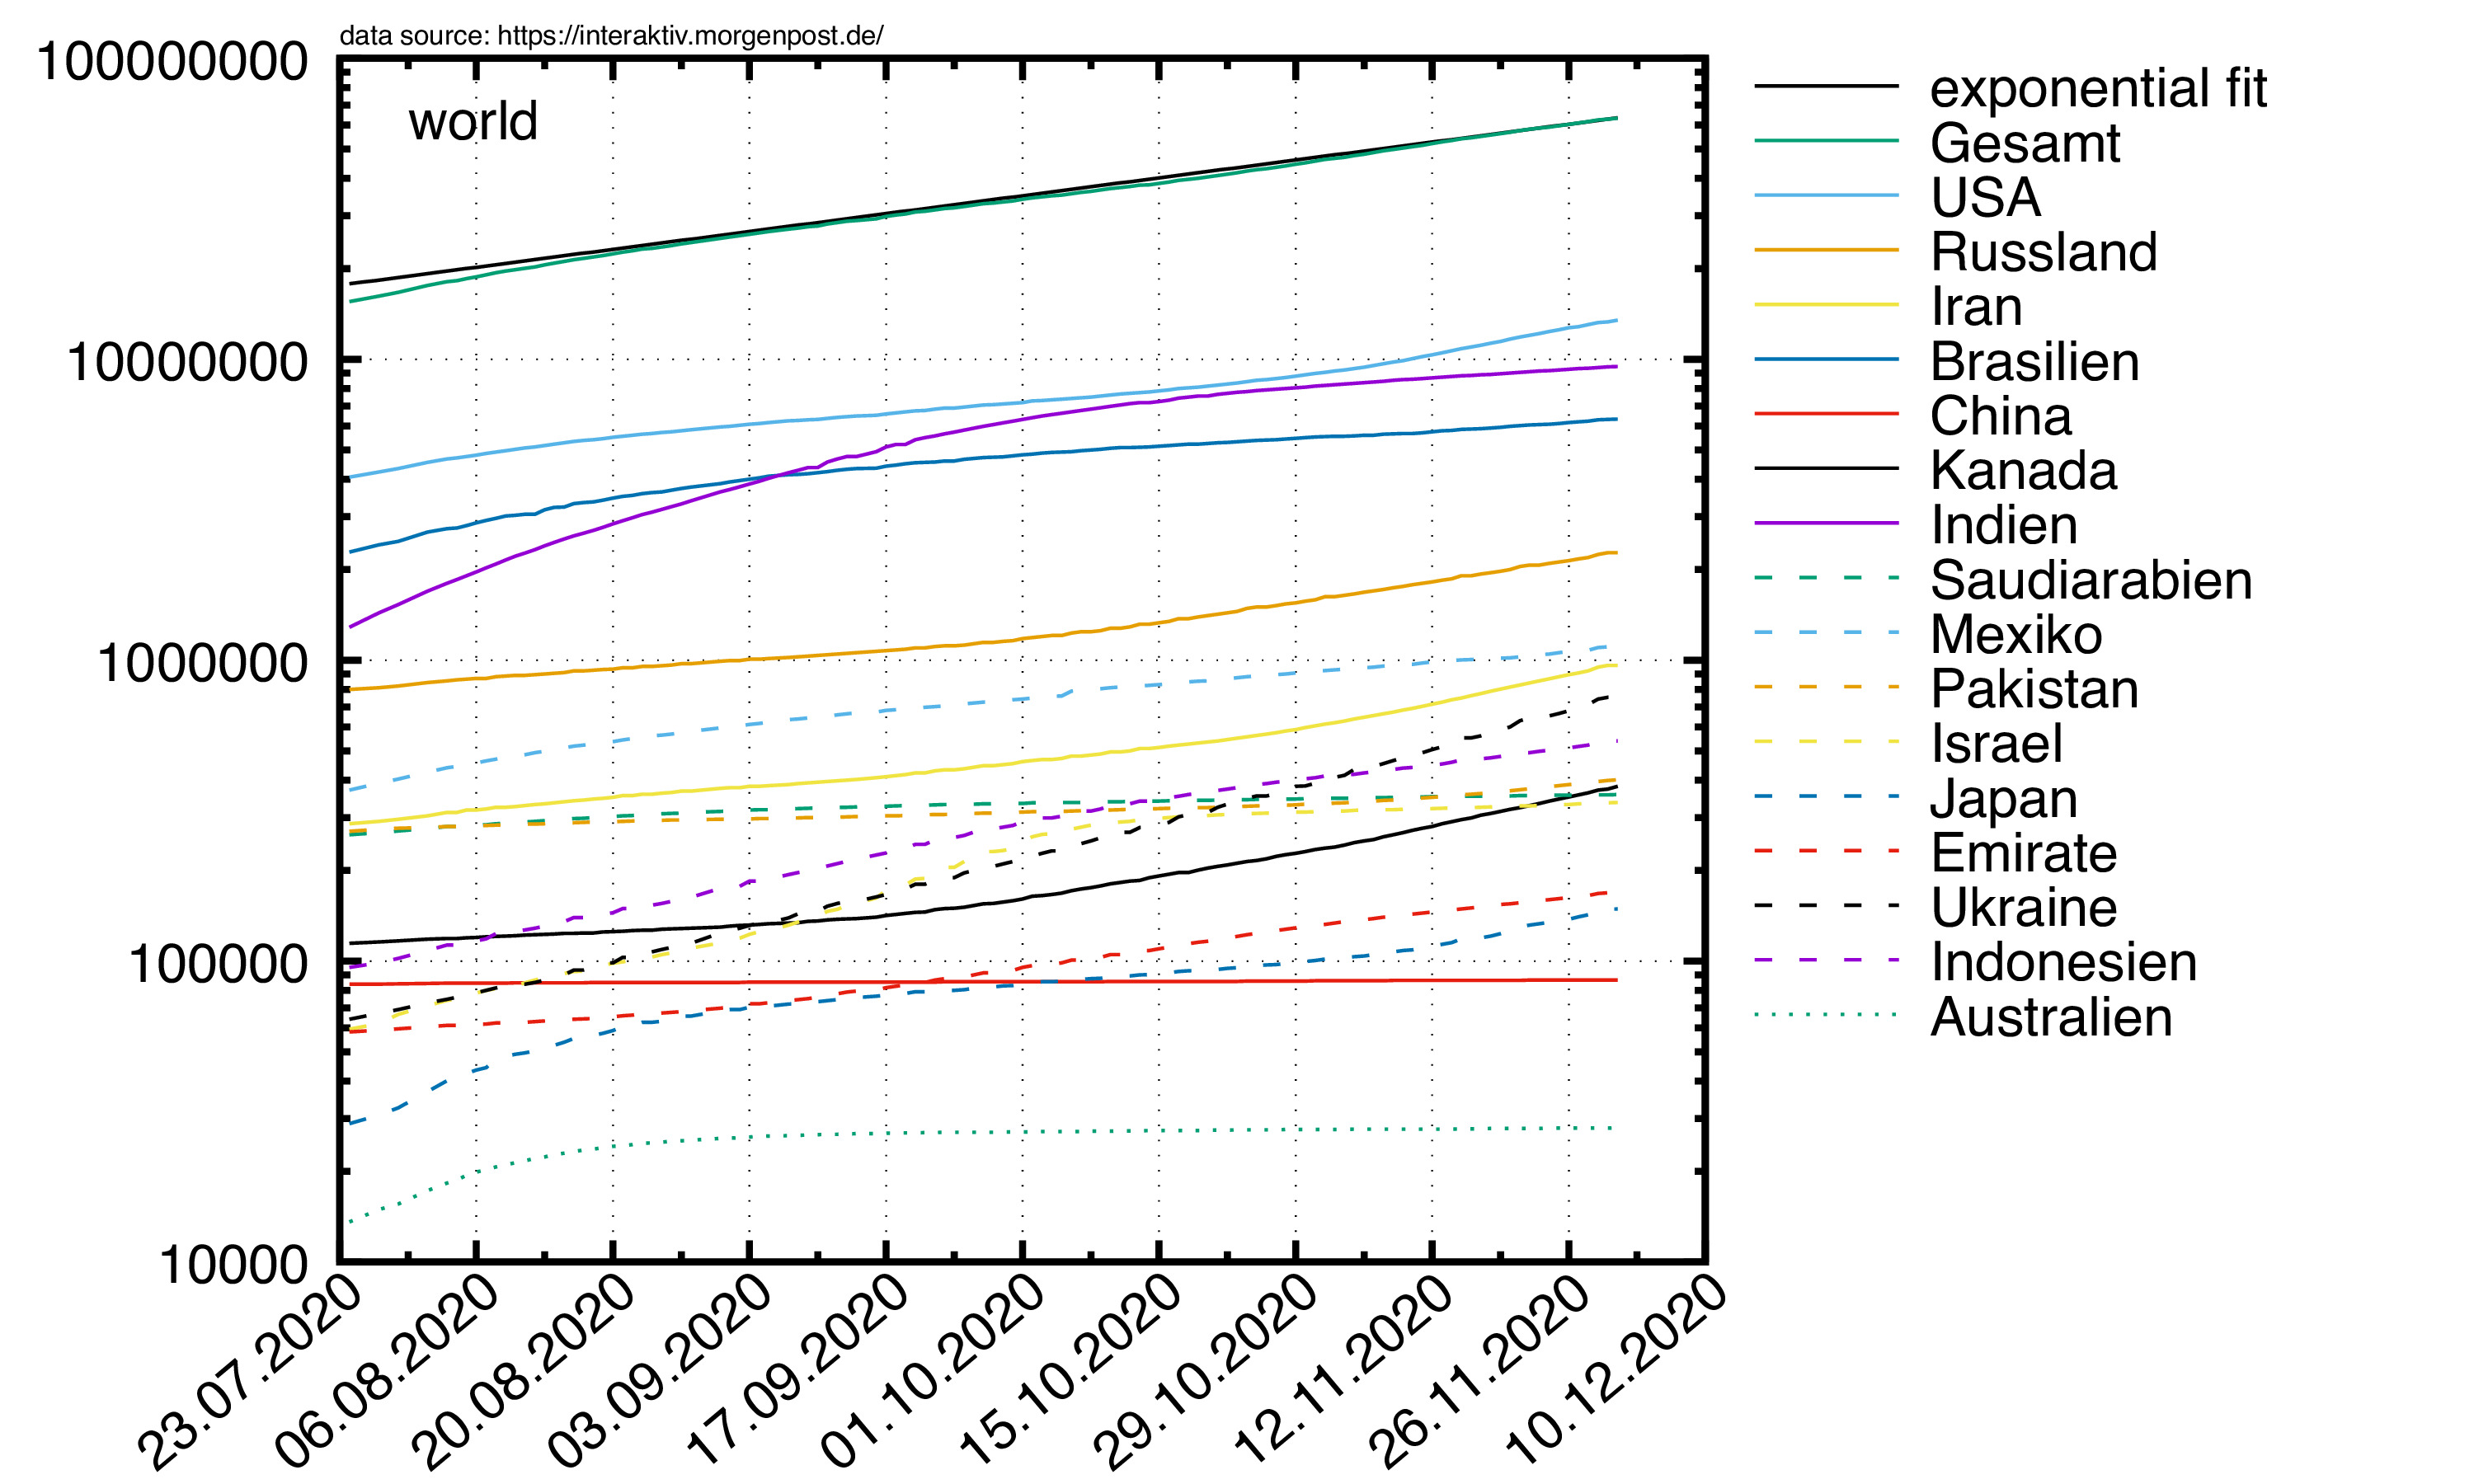 data source: https://interaktiv.morgenpost.de/
world
100000000
10000000
1000000
100000
10000
23.07.2020
06.08.2020
20.08.2020
03.09.2020
17.09.2020
01.10.2020
15.10.2020
29.10.2020
12.11.2020
26.11.2020
10.12.2020
exponential fit
Gesamt
USA
Russland
Iran
Brasilien
China
Kanada
Indien
Saudiarabien
Mexiko
Pakistan
Israel
Japan
Emirate
Ukraine
Indonesien
Australien